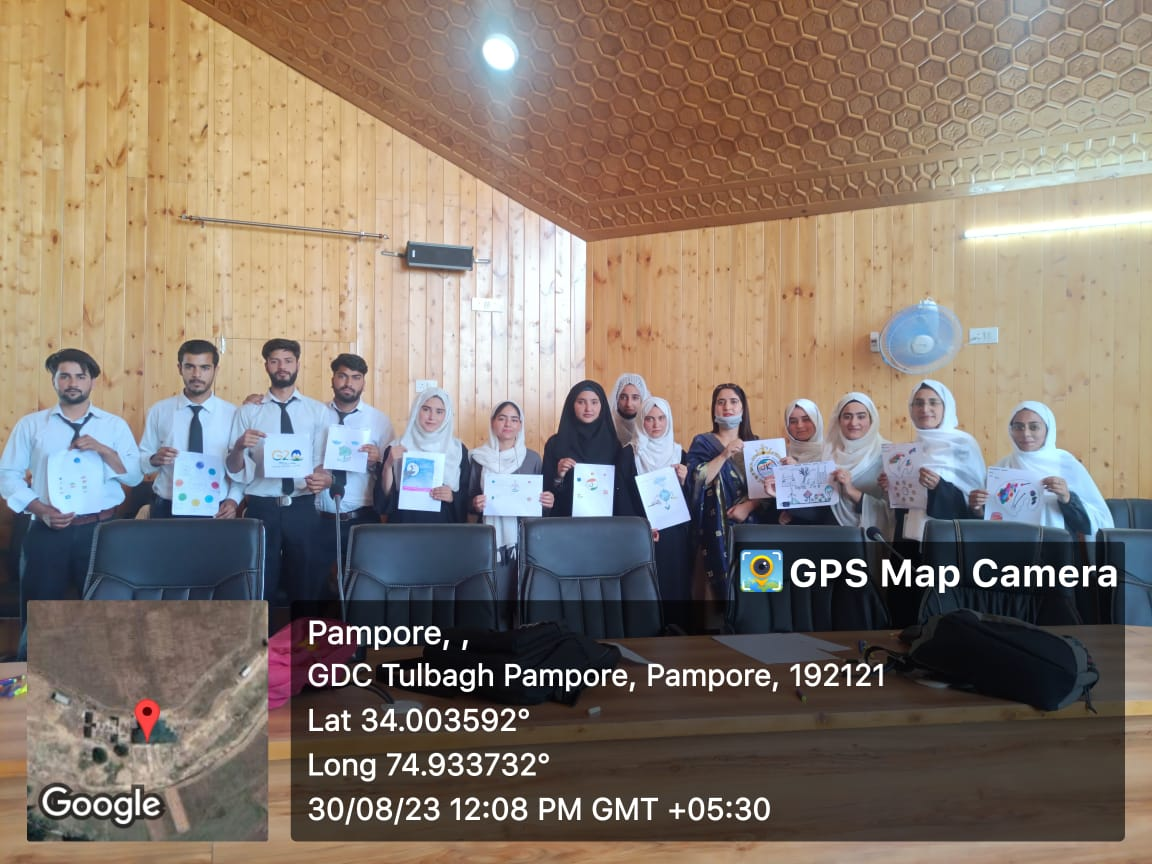 G20
GPS Map Camera
Pampore, ,
GDC Tulbagh Pampore, Pampore, 192121
Lat 34.003592°
Long 74.933732°
30/08/23 12:08 PM GMT +05:30
Google